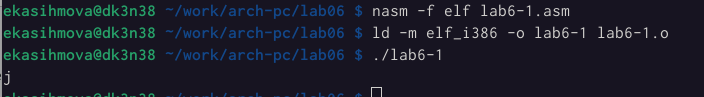 ekasihmova@dk3n38 ~/work/arch-pc/lab06 $ nasm -f elf lab6-1.asm
ekasihmova@dk3n38 ~/work/arch-pc/lab06 $ ld -m elf_i386 -o lab6-1 lab6-1.o
ekasihmova@dk3n38 ~/work/arch-pc/lab06 $ ./lab6-1
j
ekasihmova@dk3n38 ~/work/arch-pc/lab06 $